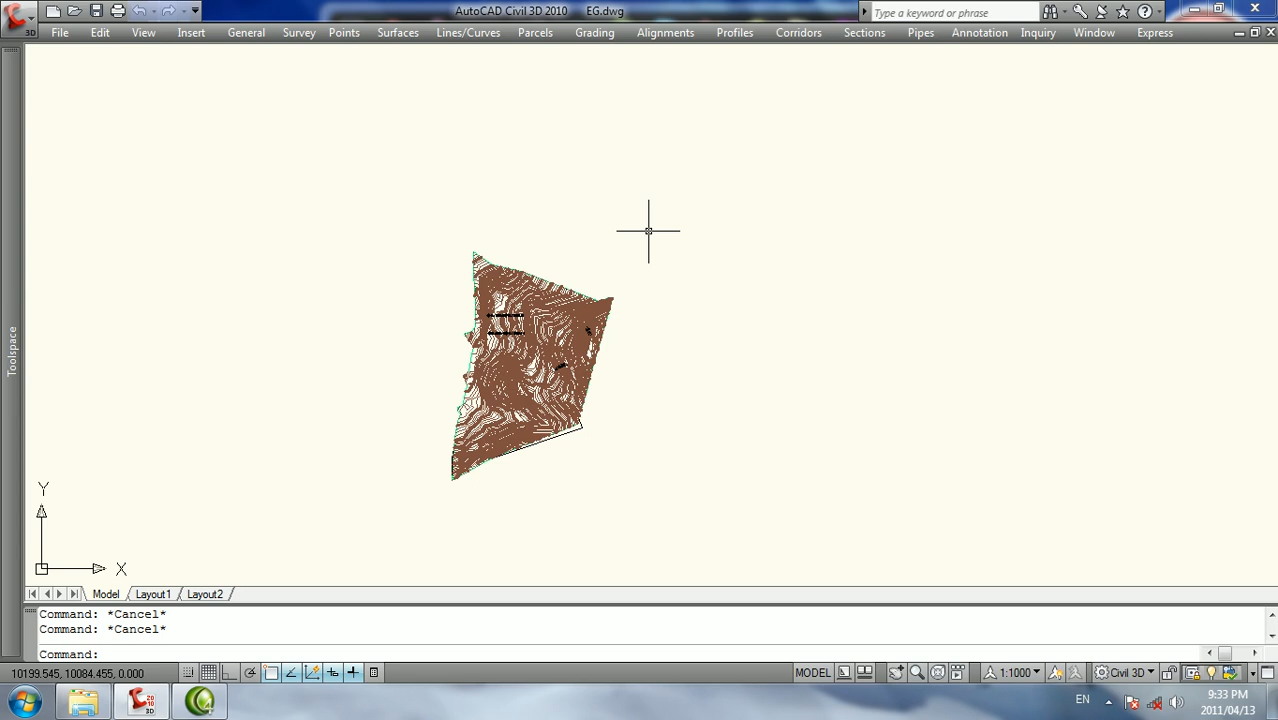 AutoCAD Civil 3D 2010 EG.dwg Type a keyword or phrase
3D File Edit View Insert General Survey Points Surfaces Lines/Curves Parcels Grading Alignments Profiles Corridors Sections Pipes Annotation Inquiry Window Express
Toolspace
Y
X
Model Layout1 Layout2
Command: *Cancel*
Command: *Cancel*
Command:
10199.545, 10084.455, 0.000 MODEL 1:1000 Civil 3D
EN 9:33 PM
2011/04/13